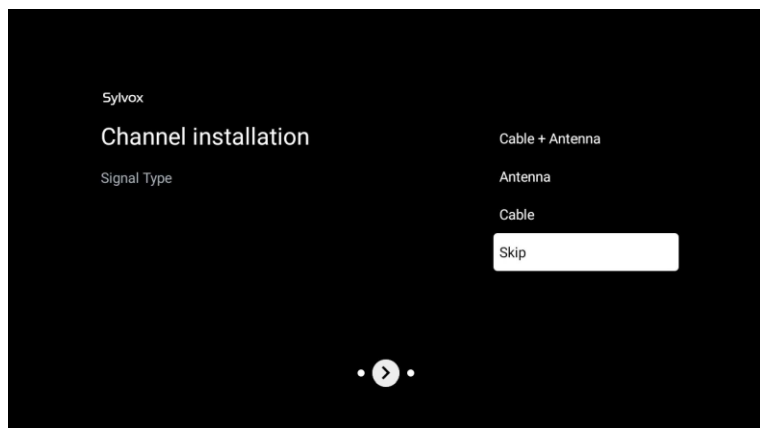 Sylvox
Channel installation
Signal Type
Cable + Antenna
Antenna
Cable
Skip